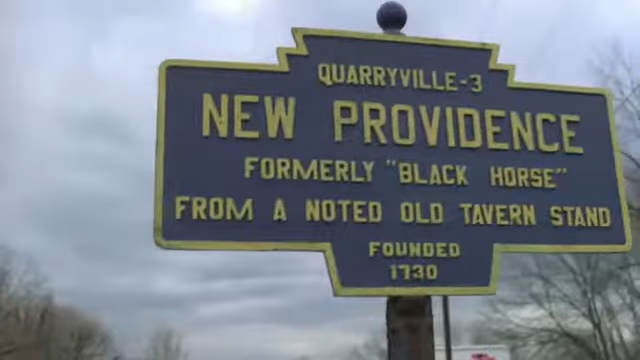 QUARRYVILLE-3
NEW PROVIDENCE
FORMERLY "BLACK HORSE"
FROM A NOTED OLD TAVERN STAND
FOUNDED
1730